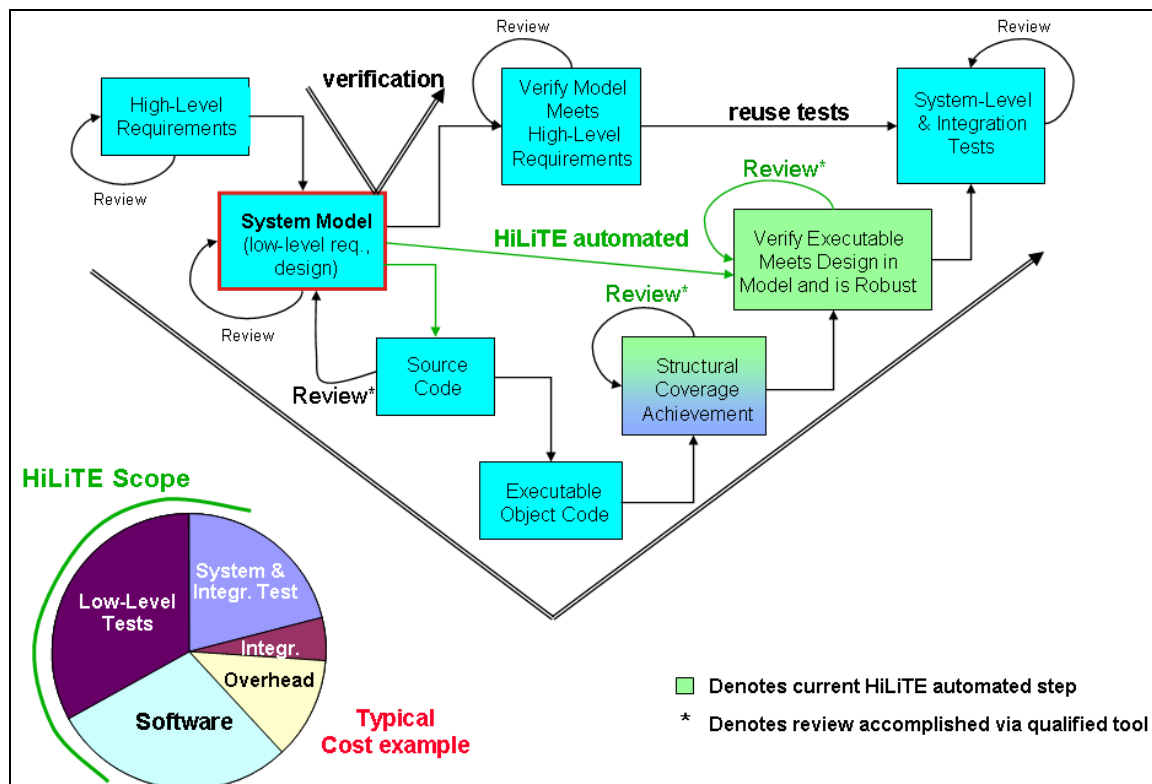 Review
Review
verification
High-Level
Requirements
Verify Model
Meets
High-Level
Requirements
reuse tests
System-Level
& Integration
Tests
Review
Review*
System Model
(low-level req.,
design)
HiLiTE automated
Verify Executable
Meets Design in
Model and is Robust
Review
Review*
Source
Code
Review*
Structural
Coverage
Achievement
Executable
Object Code
HiLiTE Scope
System &
Integr. Test
Low-Level
Tests
Integr.
Overhead
Software
Typical
Cost example
Denotes current HiLiTE automated step
* Denotes review accomplished via qualified tool